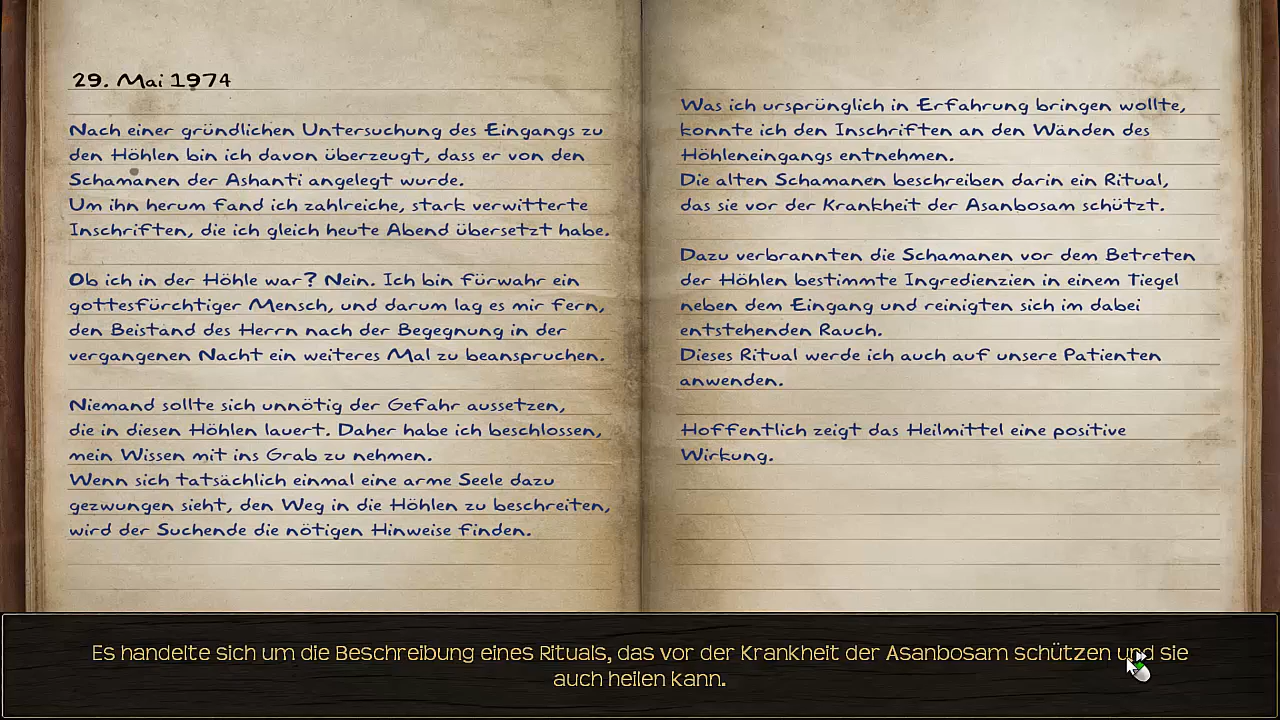 29. Mai 1974
Nach einer gründlichen Untersuchung des Eingangs zu
den Höhlen bin ich davon überzeugt, dass er von den
Schamanen der Ashanti angelegt wurde.
Um ihn herum fand ich zahlreiche, stark verwitterte
Inschriften, die ich gleich heute Abend übersetzt habe.
Ob ich in der Höhle war? Nein. Ich bin fürwahr ein
gottesfürchtiger Mensch, und darum lag es mir fern,
den Beistand des Herrn nach der Begegnung in der
vergangenen Nacht ein weiteres Mal zu beanspruchen.
Niemand sollte sich unnötig der Gefahr aussetzen,
die in diesen Höhlen lauert. Daher habe ich beschlossen,
mein Wissen mit ins Grab zu nehmen.
Wenn sich tatsächlich einmal eine arme Seele dazu
gezwungen sieht, den Weg in die Höhlen zu beschreiten,
wird der Suchende die nötigen Hinweise finden.
Was ich ursprünglich in Erfahrung bringen wollte,
konnte ich den Inschriften an den Wänden des
Höhleneingangs entnehmen.
Die alten Schamanen beschreiben darin ein Ritual,
das sie vor der Krankheit der Asanbosam schützt.
Dazu verbrannten die Schamanen vor dem Betreten
der Höhlen bestimmte Ingredienzien in einem Tiegel
neben dem Eingang und reinigten sich im dabei
entstehenden Rauch.
Dieses Ritual werde ich auch auf unsere Patienten
anwenden.
Hoffentlich zeigt das Heilmittel eine positive
Wirkung.
Es handelte sich um die Beschreibung eines Rituals, das vor der Krankheit der Asanbosam schützen und sie
auch heilen kann.